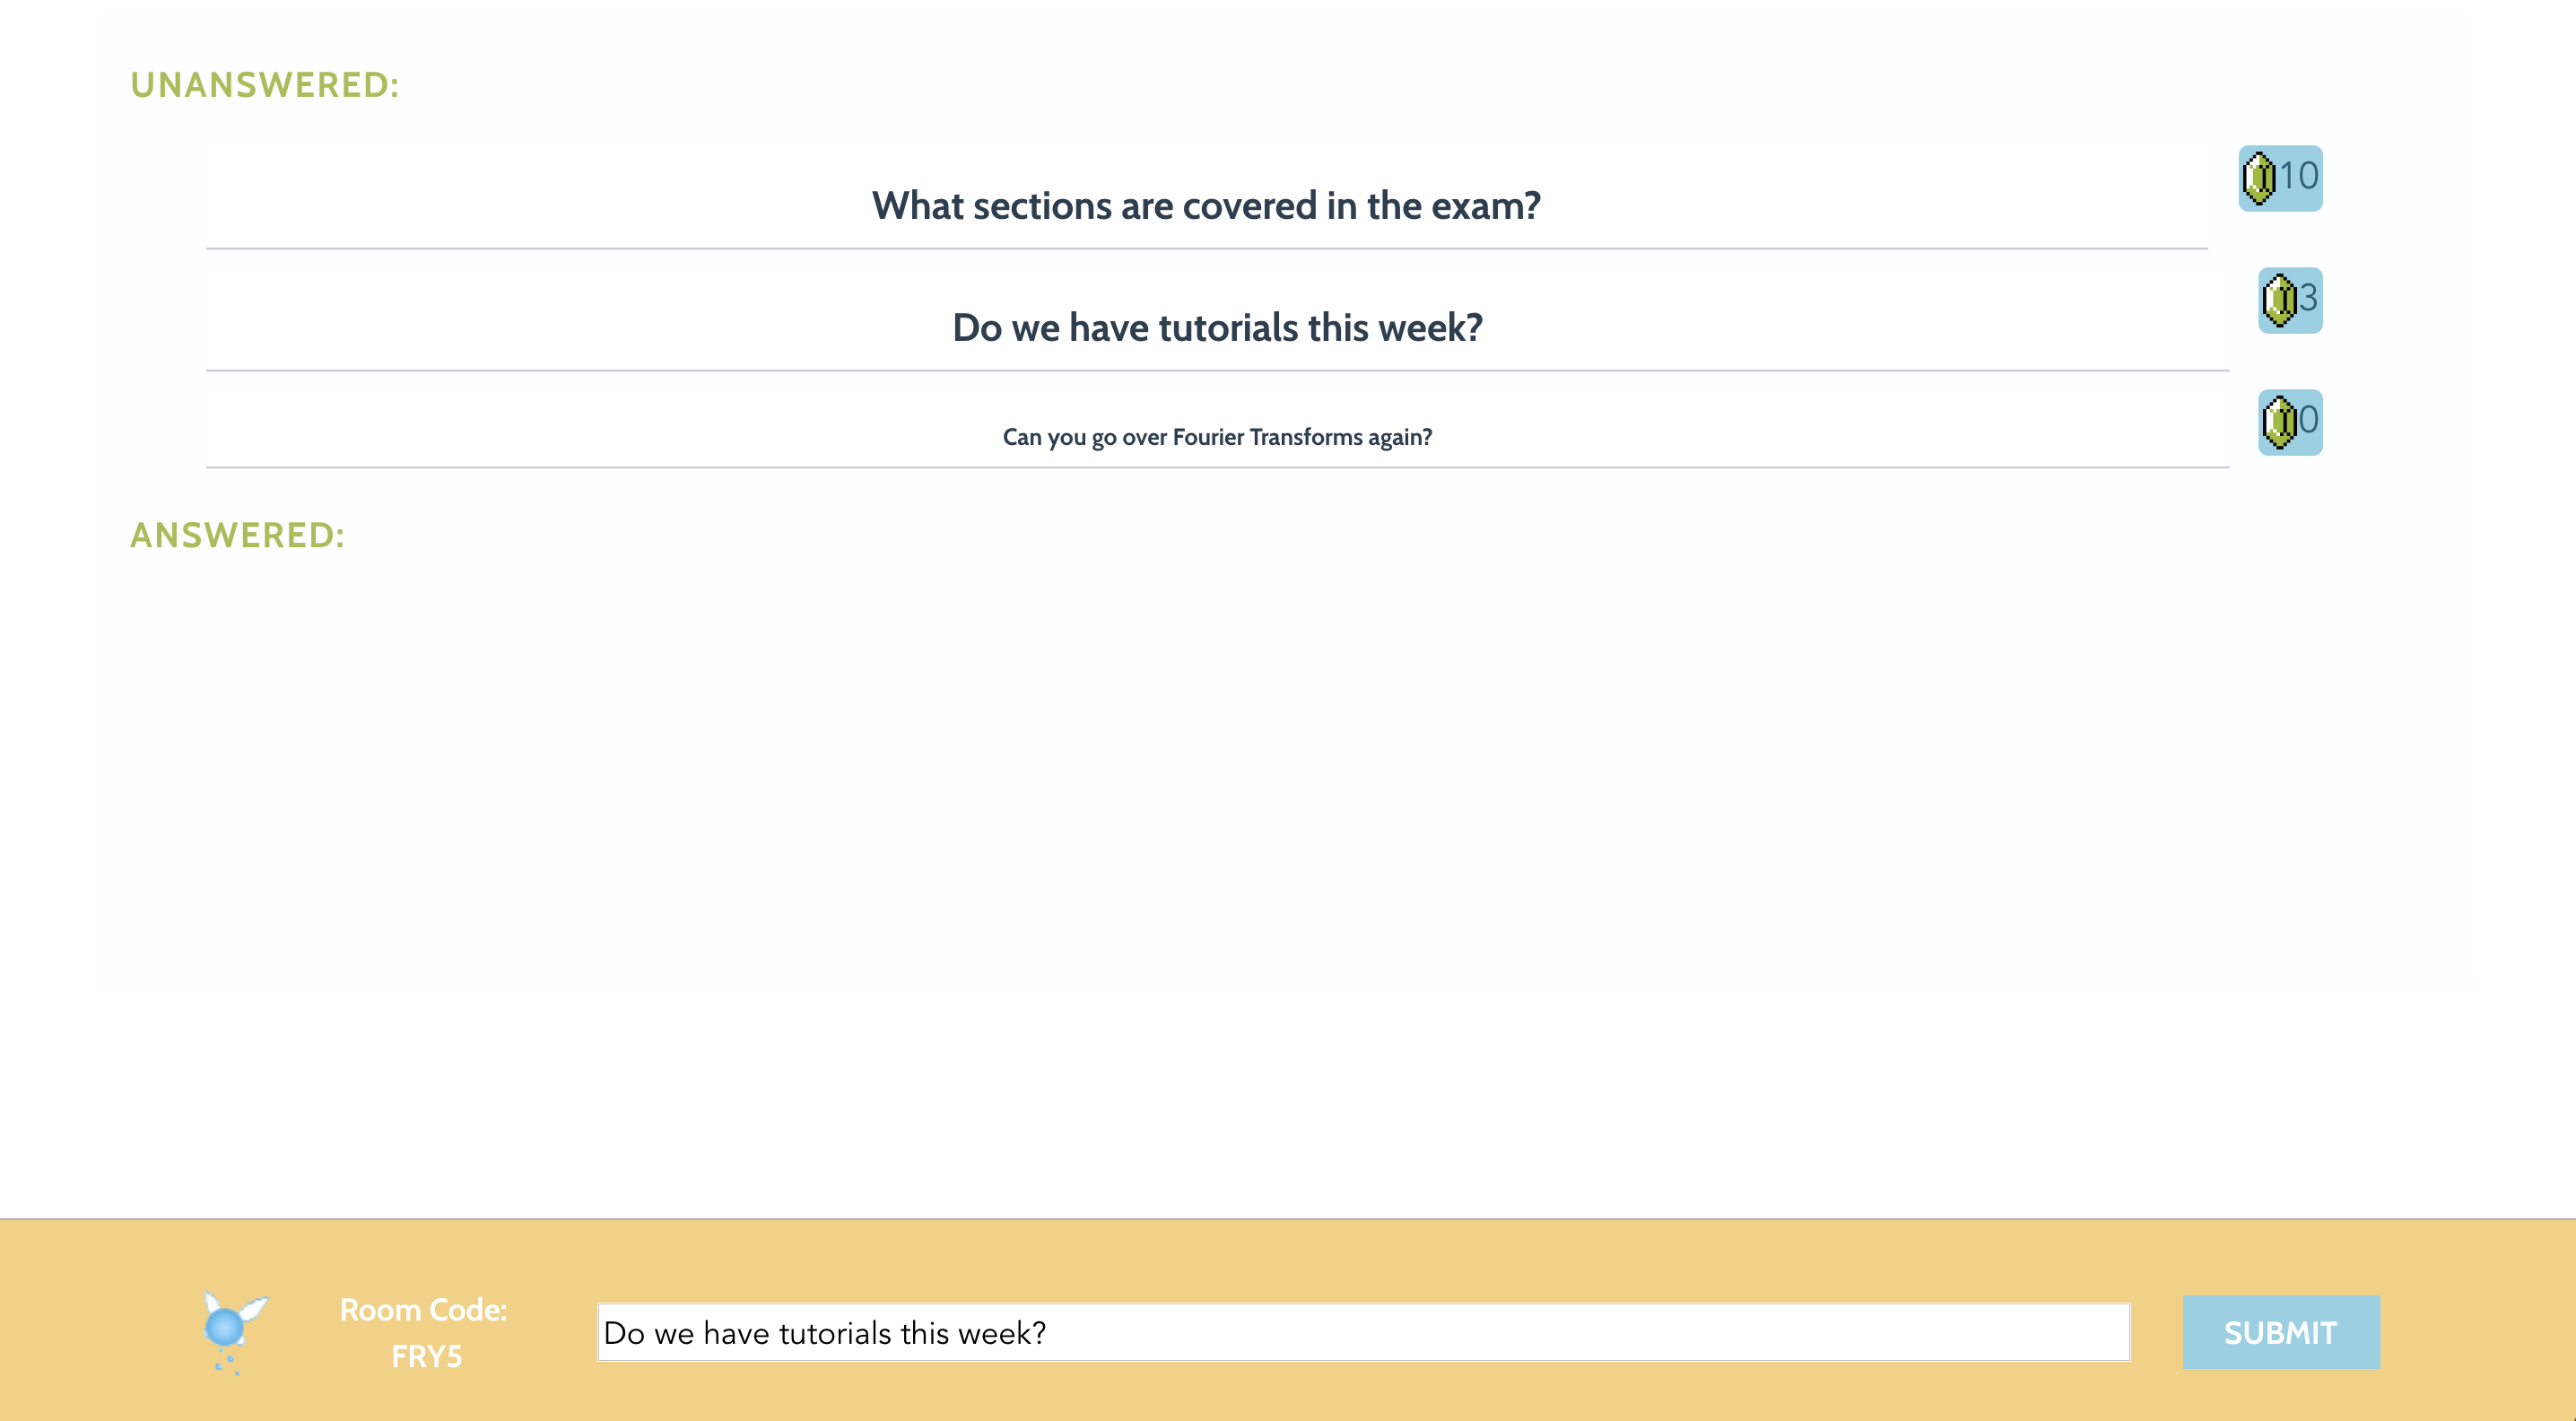 UNANSWERED:
What sections are covered in the exam?
10
Do we have tutorials this week?
3
Can you go over Fourier Transforms again?
0
ANSWERED:
Room Code:
FRY5
Do we have tutorials this week?
SUBMIT